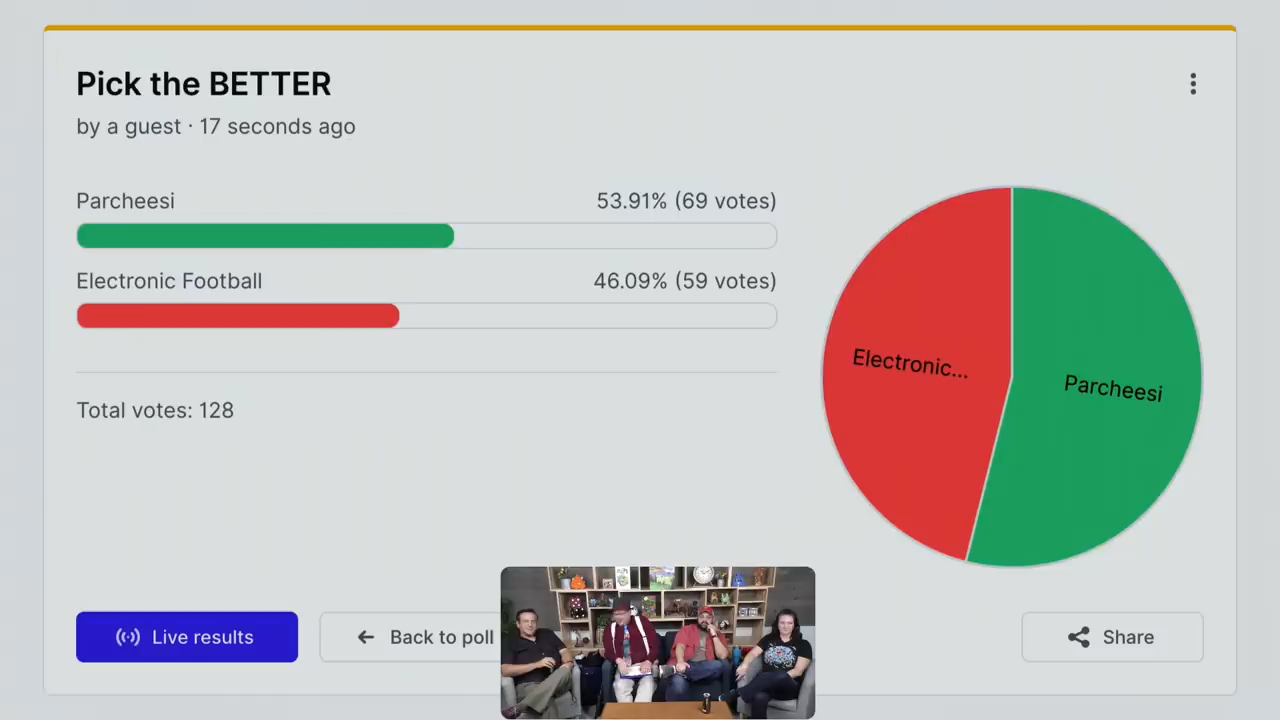 Pick the BETTER
by a guest · 17 seconds ago
Parcheesi 53.91% (69 votes)
Electronic Football 46.09% (59 votes)
Total votes: 128
Electronic...
Parcheesi
Live results
Back to poll
Share